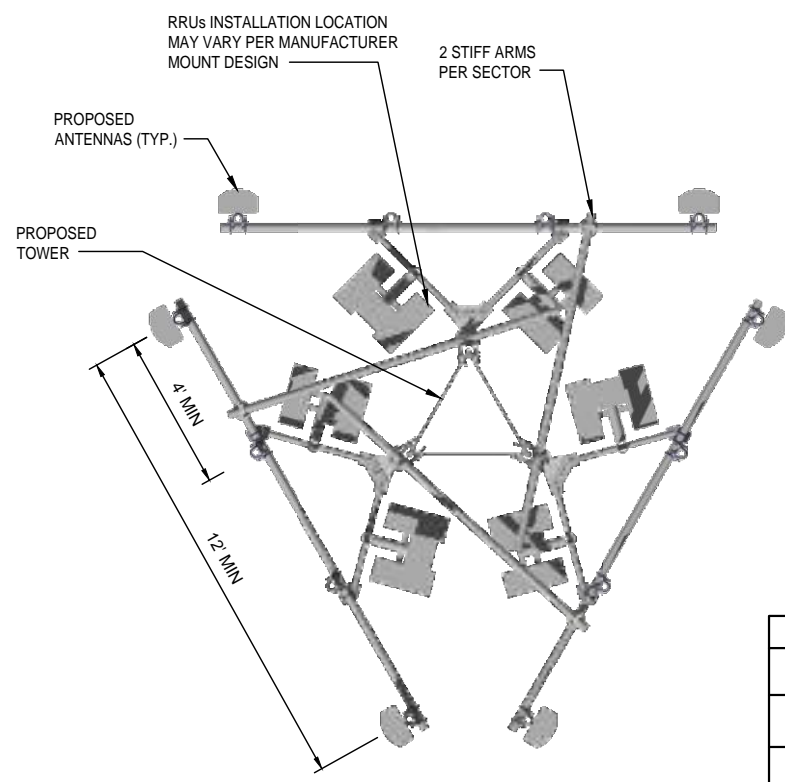 RRUs INSTALLATION LOCATION
MAY VARY PER MANUFACTURER
MOUNT DESIGN
2 STIFF ARMS
PER SECTOR
PROPOSED
ANTENNAS (TYP.)
PROPOSED
TOWER
4' MIN
12' MIN